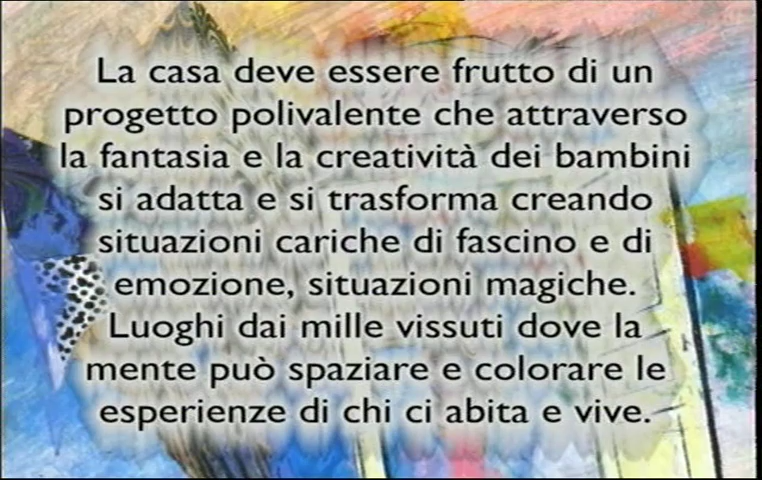 La casa deve essere frutto di un
progetto polivalente che attraverso
la fantasia e la creatività dei bambini
si adatta e si trasforma creando
situazioni cariche di fascino e di
emozione, situazioni magiche.
Luoghi dai mille vissuti dove la
mente può spaziare e colorare le
esperienze di chi ci abita e vive.